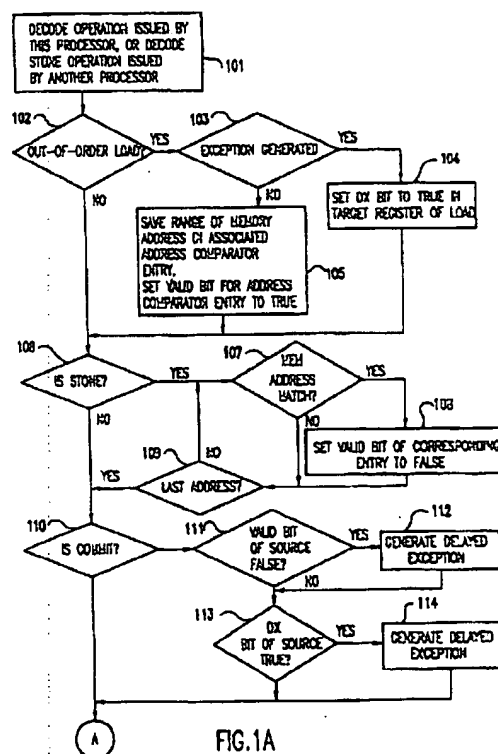 DECODE OPERATION ISSUED BY
THIS PROCESSOR, OR DECODE
STORE OPERATION ISSUED
BY ANOTHER PROCESSOR
101
102
OUT-OF-ORDER LOAD?
YES
103
EXCEPTION GENERATED
YES
104
SET DX BIT TO TRUE IN
TARGET REGISTER OF LOAD
NO
NO
SAVE RANGE OF MEMORY
ADDRESS IN ASSOCIATED
ADDRESS COMPARATOR
ENTRY.
SET VALID BIT FOR ADDRESS
COMPARATOR ENTRY TO TRUE
105
108
IS STORE?
YES
107
MEM
ADDRESS
MATCH?
YES
108
SET VALID BIT OF CORRESPONDING
ENTRY TO FALSE
NO
NO
NO
109
LAST ADDRESS?
YES
110
IS COMMIT?
111
VALID BIT
OF SOURCE
FALSE?
YES
112
GENERATE DELAYED
EXCEPTION
NO
113
DX
BIT OF SOURCE
TRUE?
YES
114
GENERATE DELAYED
EXCEPTION
A
FIG.1A